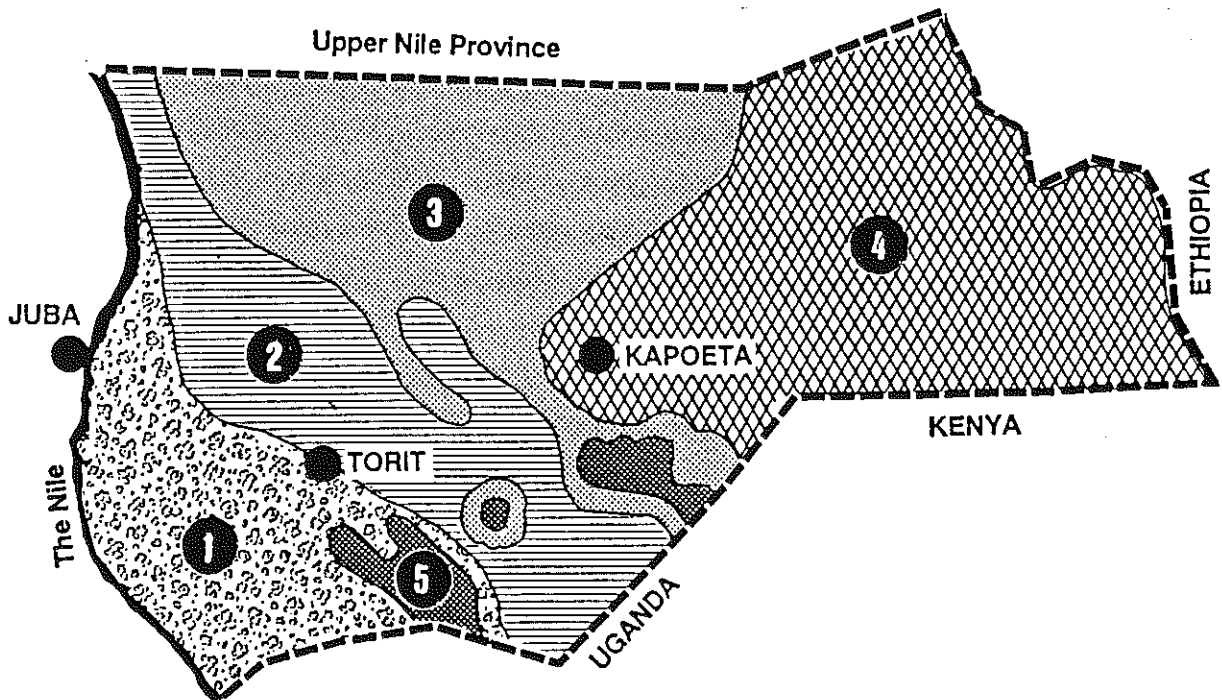 Upper Nile Province
3
4
ETHIOPIA
JUBA
2
KAPOETA
KENYA
TORIT
The Nile
1
5
UGANDA